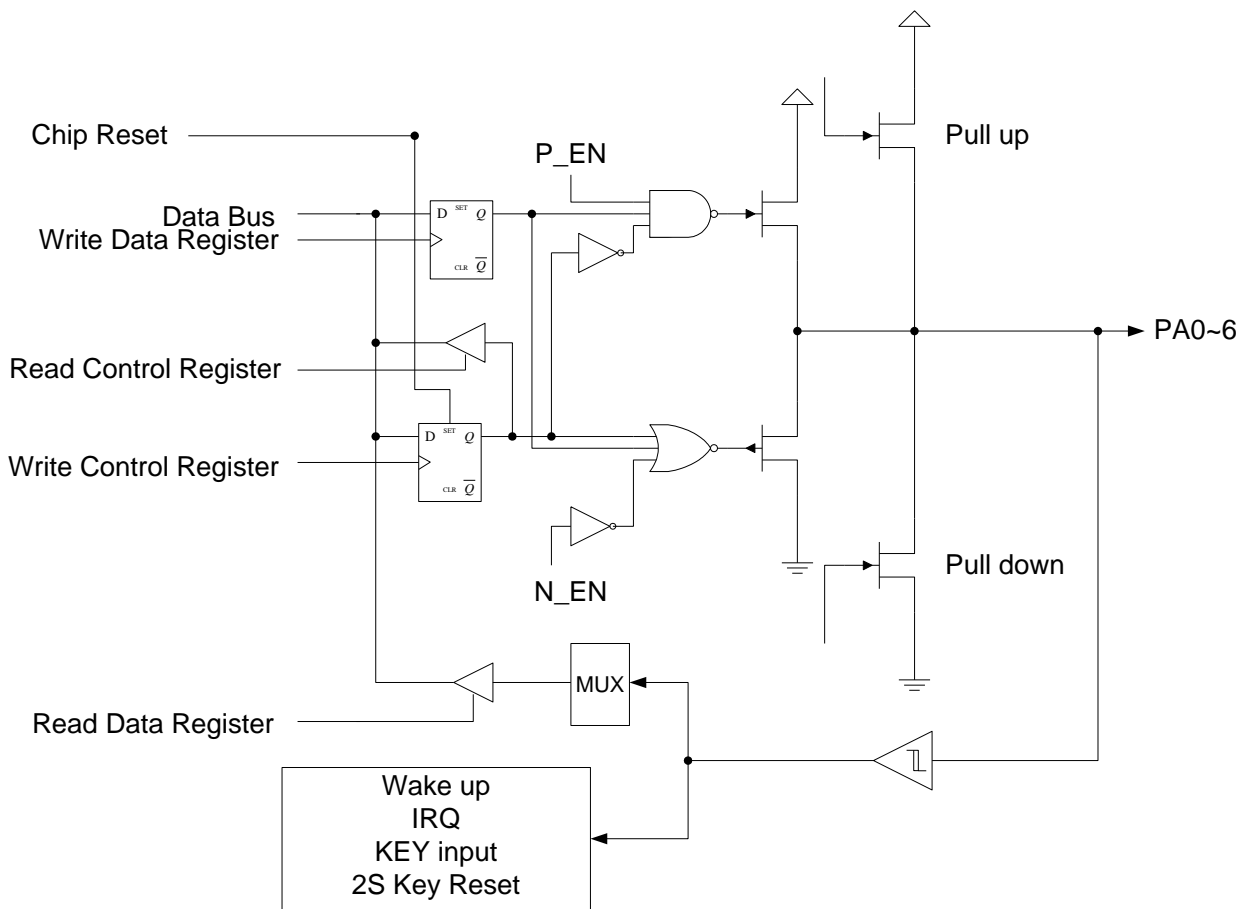 Chip Reset
P_EN
Pull up
Data Bus
Write Data Register
D SET Q
CLR Q̅
PA0~6
Read Control Register
D SET Q
Write Control Register
CLR Q̅
N_EN
Pull down
MUX
Read Data Register
Wake up
IRQ
KEY input
2S Key Reset